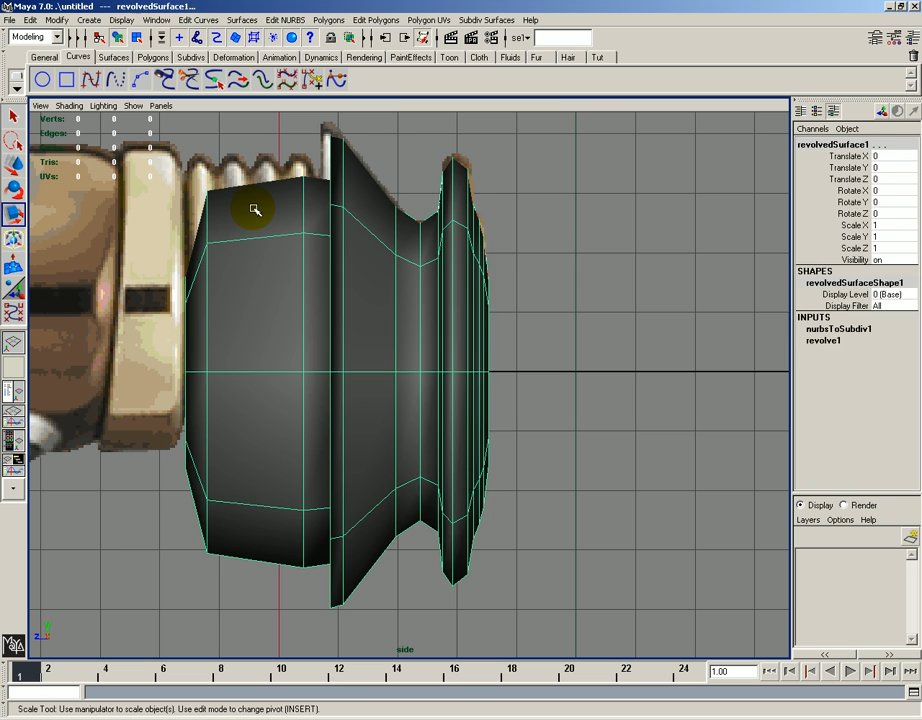 Maya 7.0: .\untitled --- revolvedSurface1...
File Edit Modify Create Display Window Edit Curves Surfaces Edit NURBS Polygons Edit Polygons Polygon UVs Subdiv Surfaces Help
Modeling
sel
General Curves Surfaces Polygons Subdivs Deformation Animation Dynamics Rendering PaintEffects Toon Cloth Fluids Fur Hair Tut
View Shading Lighting Show Panels
Verts: 0 0 0
Edges: 0 0 0
0 0 0
Tris: 0 0 0
UVs: 0 0 0
Channels Object
revolvedSurface1 . . .
Translate X 0
Translate Y 0
Translate Z 0
Rotate X 0
Rotate Y 0
Rotate Z 0
Scale X 1
Scale Y 1
Scale Z 1
Visibility on
SHAPES
revolvedSurfaceShape1
Display Level 0 (Base)
Display Filter All
INPUTS
nurbsToSubdiv1
revolve1
Display Render
Layers Options Help
z y
side
1 2 4 6 8 10 12 14 16 18 20 22 24 1.00
Scale Tool: Use manipulator to scale object(s). Use edit mode to change pivot (INSERT).